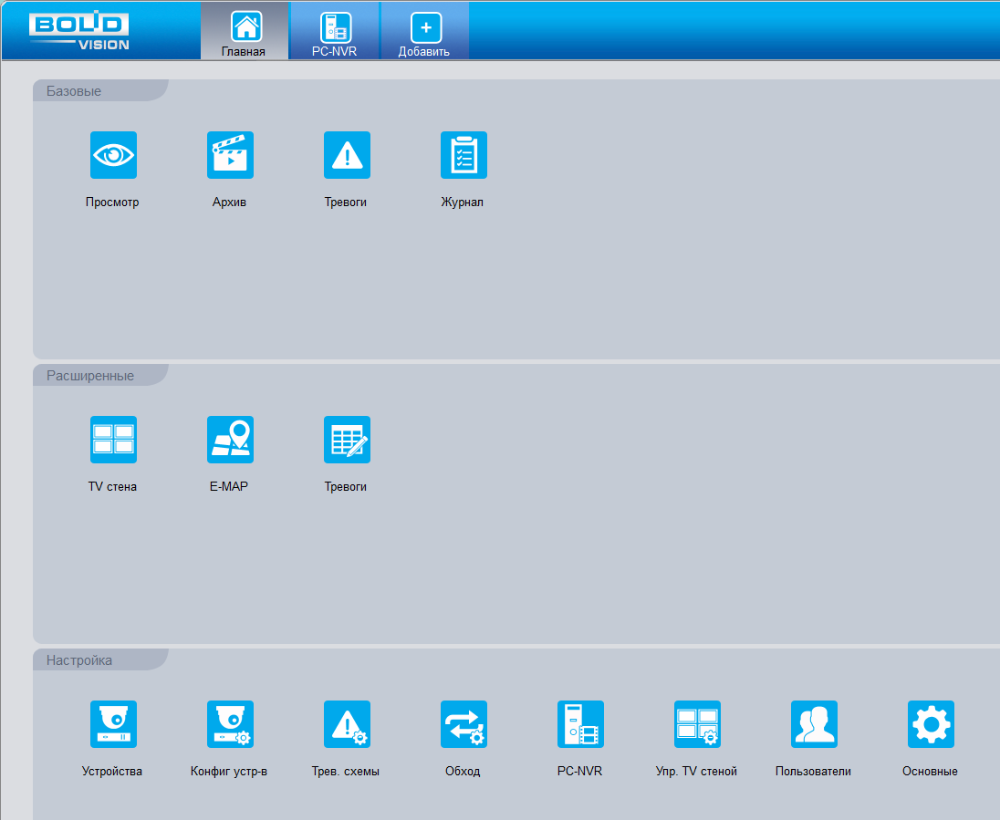 BOLID
VISION
Главная
PC-NVR
Добавить
Базовые
Просмотр
Архив
Тревоги
Журнал
Расширенные
TV стена
E-MAP
Тревоги
Настройка
Устройства
Конфиг устр-в
Трев. схемы
Обход
PC-NVR
Упр. TV стеной
Пользователи
Основные